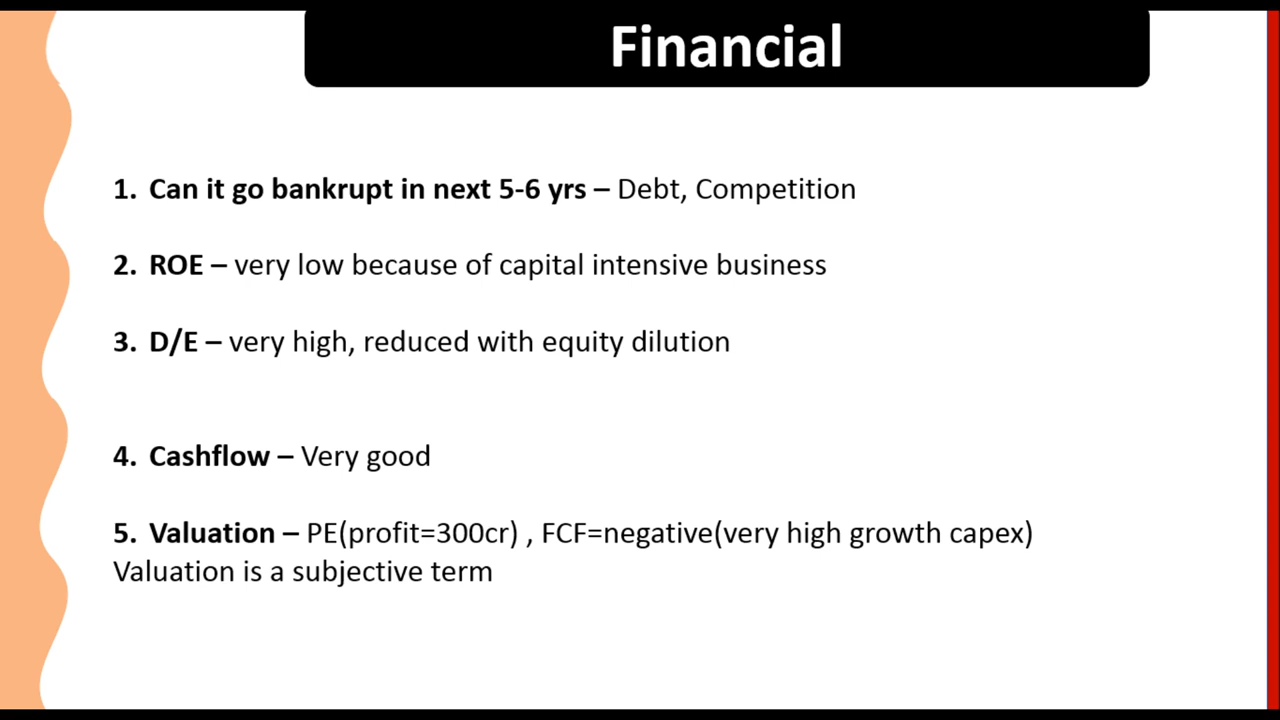 Financial
1. Can it go bankrupt in next 5-6 yrs – Debt, Competition
2. ROE – very low because of capital intensive business
3. D/E – very high, reduced with equity dilution
4. Cashflow – Very good
5. Valuation – PE(profit=300cr) , FCF=negative(very high growth capex)
Valuation is a subjective term